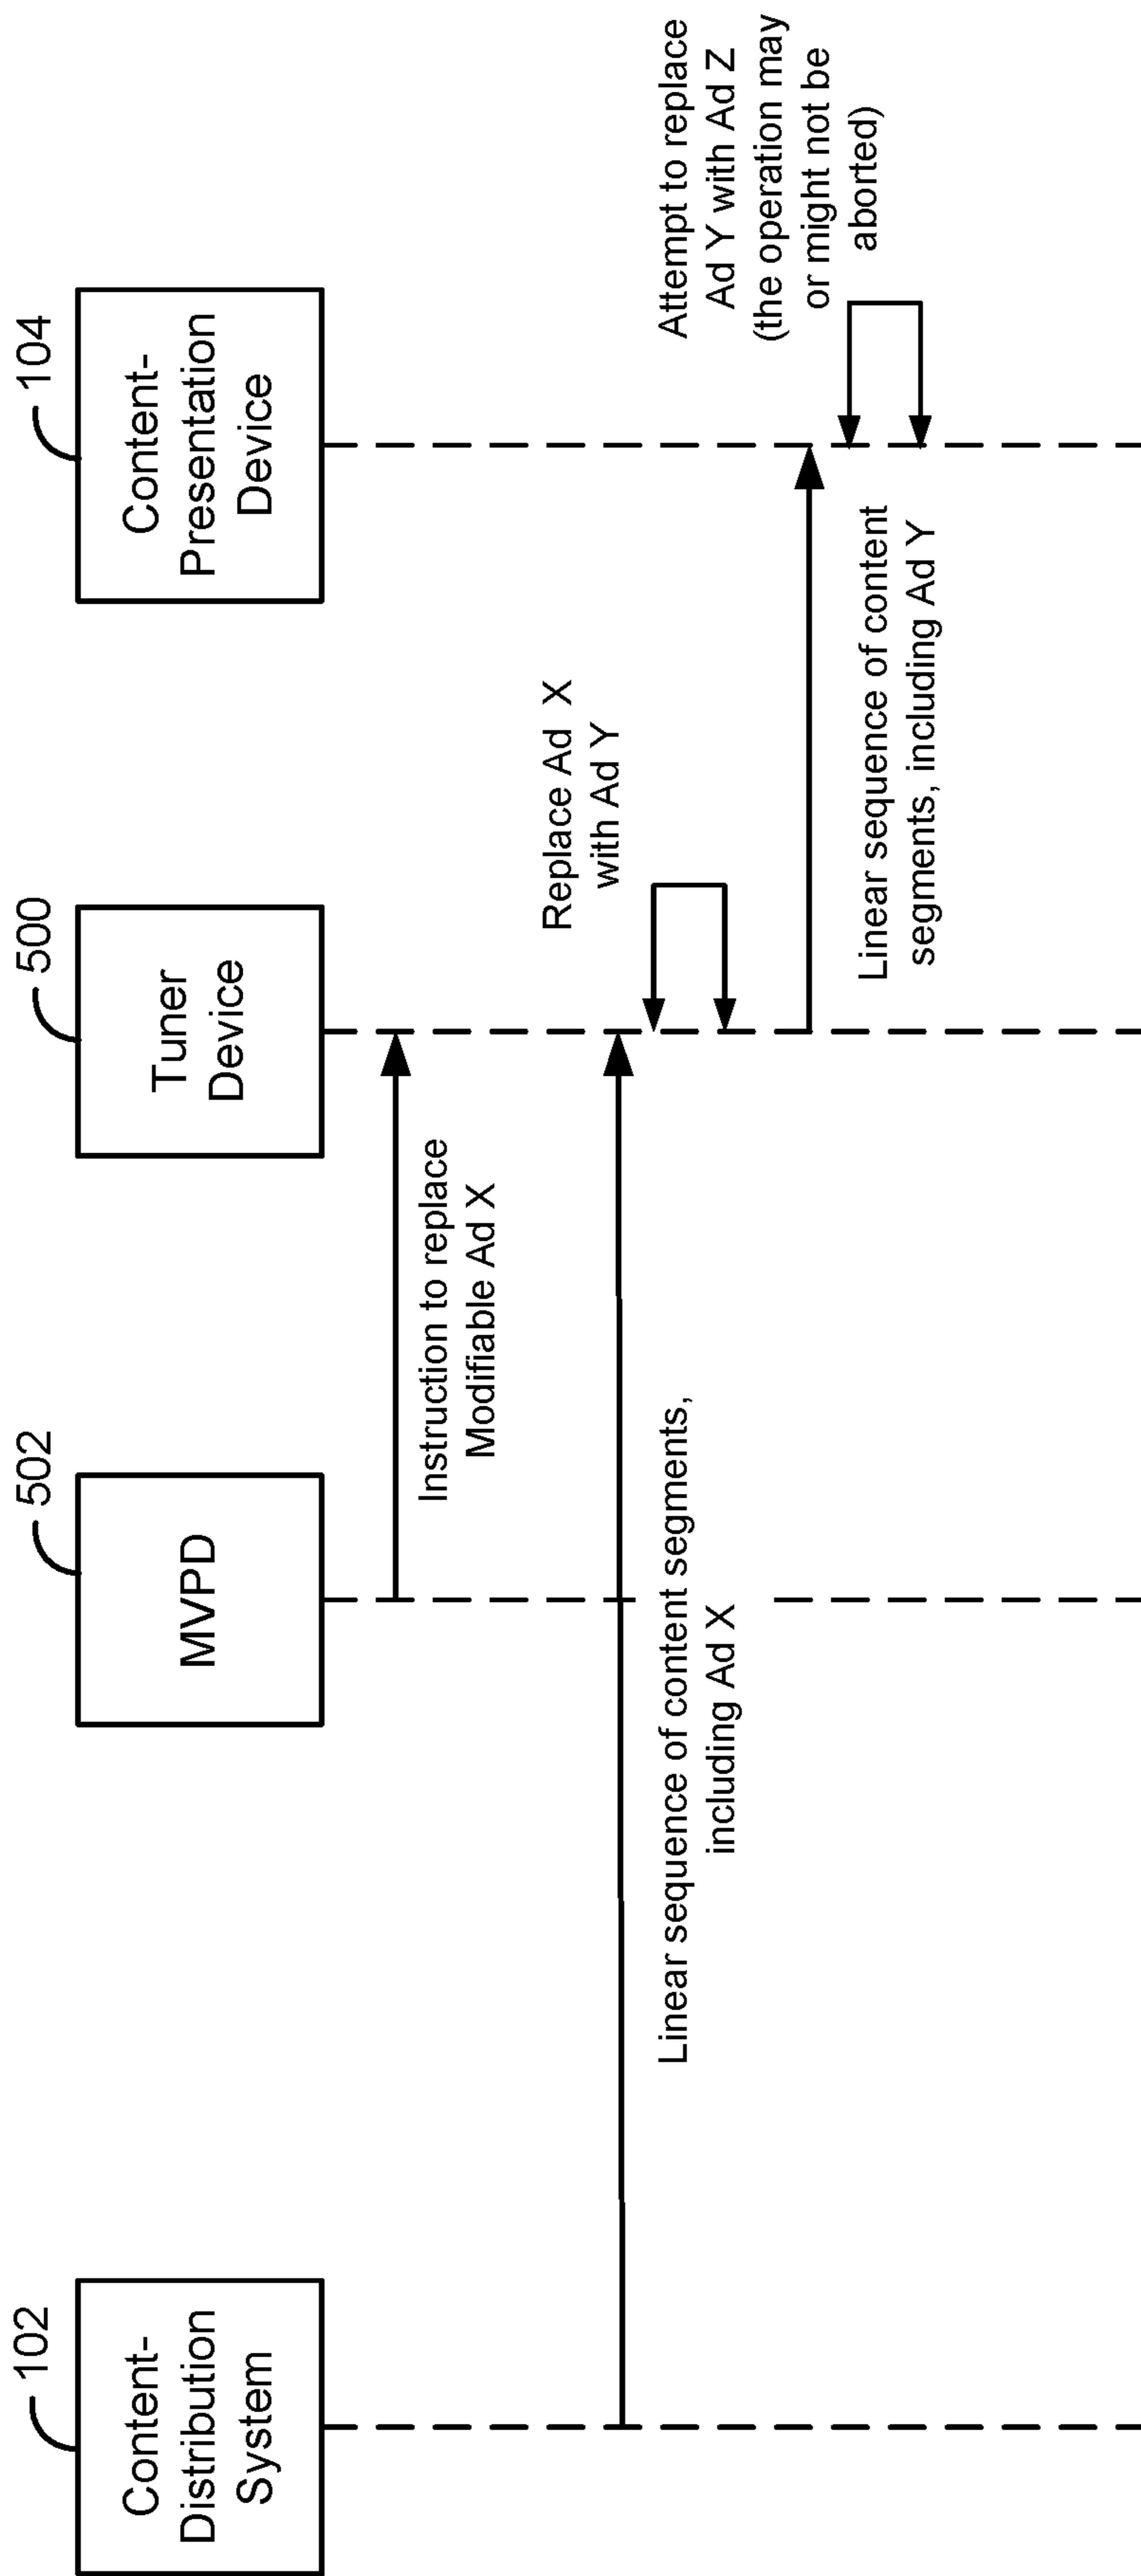 102
Content-
Distribution
System
502
MVPD
500
Tuner
Device
104
Content-
Presentation
Device
Instruction to replace
Modifiable Ad X
Linear sequence of content segments,
including Ad X
Replace Ad X
with Ad Y
Linear sequence of content
segments, including Ad Y
Attempt to replace
Ad Y with Ad Z
(the operation may
or might not be
aborted)